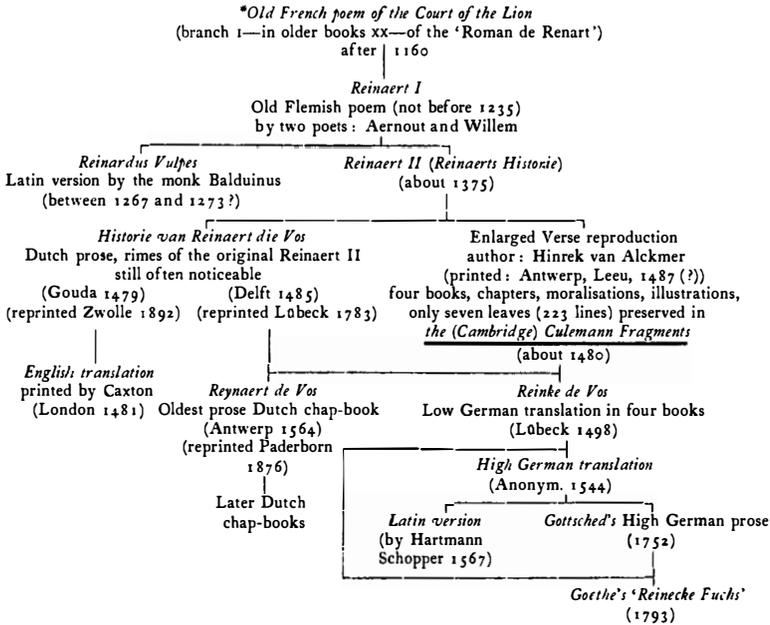 *Old French poem of the Court of the Lion
(branch I—in older books XX—of the ‘Roman de Renart’)
after 1160
Reinaert I
Old Flemish poem (not before 1235)
by two poets: Aernout and Willem
Reinardus Vulpes
Latin version by the monk Balduinus
(between 1267 and 1273?)
Reinaert II (Reinaerts Historie)
(about 1375)
Historie van Reinaert die Vos
Dutch prose, rimes of the original Reinaert II
still often noticeable
(Gouda 1479)
(reprinted Zwolle 1892)
(Delft 1485)
(reprinted Lübeck 1783)
Enlarged Verse reproduction
author: Hinrek van Alckmer
(printed: Antwerp, Leeu, 1487 (?))
four books, chapters, moralisations, illustrations,
only seven leaves (223 lines) preserved in
the (Cambridge) Culemann Fragments
(about 1480)
English translation
printed by Caxton
(London 1481)
Reynaert de Vos
Oldest prose Dutch chap-book
(Antwerp 1564)
(reprinted Paderborn
1876)
Later Dutch
chap-books
Reinke de Vos
Low German translation in four books
(Lübeck 1498)
High German translation
(Anonym. 1544)
Latin version
(by Hartmann
Schopper 1567)
Gottsched's High German prose
(1752)
Goethe's ‘Reinecke Fuchs’
(1793)